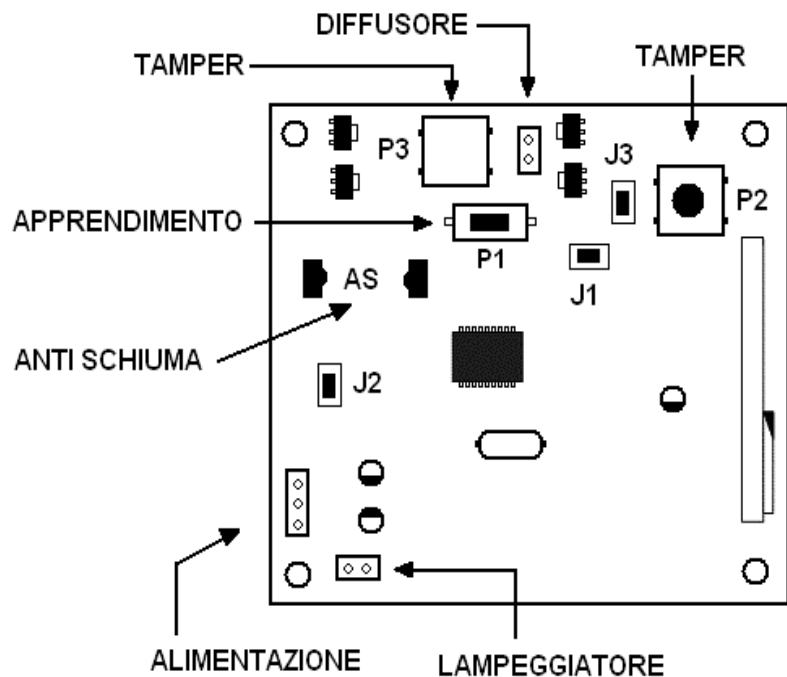 DIFFUSORE
TAMPER
TAMPER
P3
J3
P2
APPRENDIMENTO
P1
J1
AS
ANTI SCHIUMA
J2
ALIMENTAZIONE
LAMPEGGIATORE